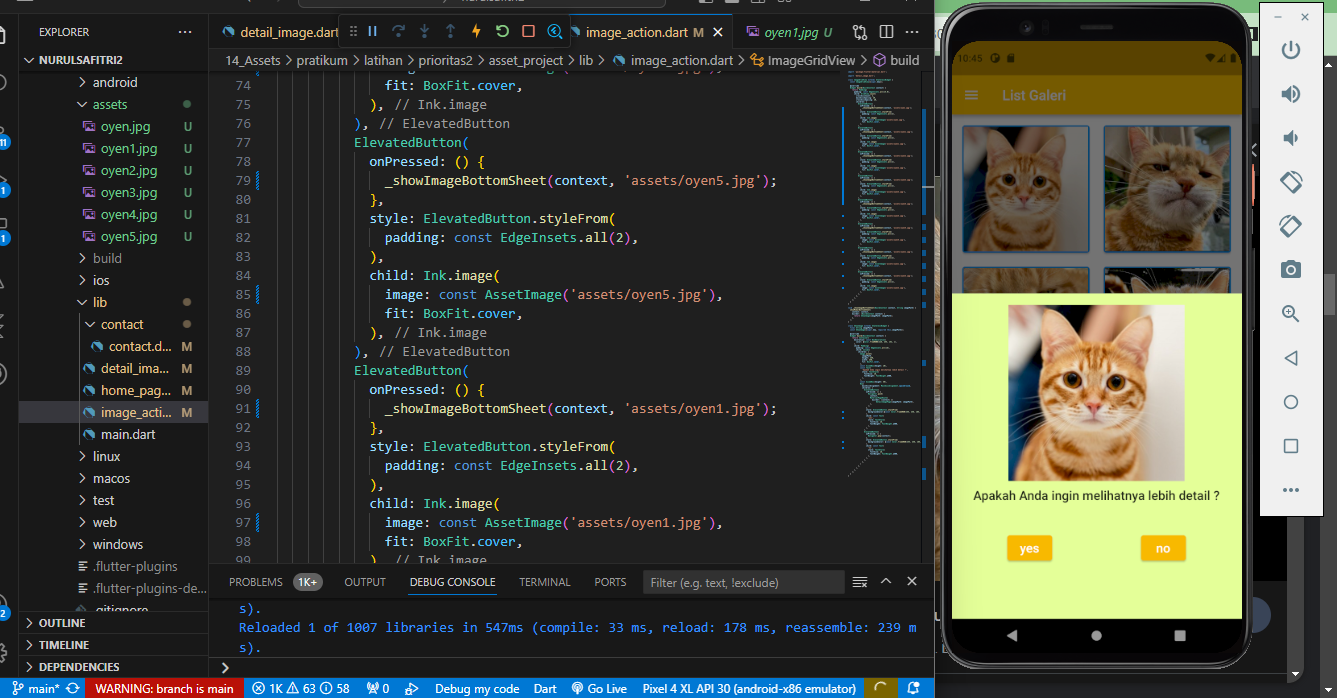 EXPLORER
NURULSAFITRI2
android
assets
oyen.jpg U
oyen1.jpg U
oyen2.jpg U
oyen3.jpg U
oyen4.jpg U
oyen5.jpg U
build
ios
lib
contact
contact.d... M
detail_ima... M
home_pag... M
image_acti... M
main.dart
linux
macos
test
web
windows
.flutter-plugins
.flutter-plugins-de...
.gitignore
OUTLINE
TIMELINE
DEPENDENCIES
detail_image.dart
image_action.dart M
oyen1.jpg U
14_Assets > pratikum > latihan > prioritas2 > asset_project > lib > image_action.dart > ImageGridView > build
74 fit: BoxFit.cover,
75 ), // Ink.image
76 ), // ElevatedButton
77 ElevatedButton(
78 onPressed: () {
79 _showImageBottomSheet(context, 'assets/oyen5.jpg');
80 },
81 style: ElevatedButton.styleFrom(
82 padding: const EdgeInsets.all(2),
83 ),
84 child: Ink.image(
85 image: const AssetImage('assets/oyen5.jpg'),
86 fit: BoxFit.cover,
87 ), // Ink.image
88 ), // ElevatedButton
89 ElevatedButton(
90 onPressed: () {
91 _showImageBottomSheet(context, 'assets/oyen1.jpg');
92 },
93 style: ElevatedButton.styleFrom(
94 padding: const EdgeInsets.all(2),
95 ),
96 child: Ink.image(
97 image: const AssetImage('assets/oyen1.jpg'),
98 fit: BoxFit.cover,
99 ), // Ink.image
PROBLEMS 1K+ OUTPUT DEBUG CONSOLE TERMINAL PORTS Filter (e.g. text, !exclude)
s).
Reloaded 1 of 1007 libraries in 547ms (compile: 33 ms, reload: 178 ms, reassemble: 239 m
s).
main* WARNING: branch is main 1K 63 58 0 Debug my code Dart Go Live Pixel 4 XL API 30 (android-x86 emulator)
10:45
List Galeri
Apakah Anda ingin melihatnya lebih detail ?
yes no